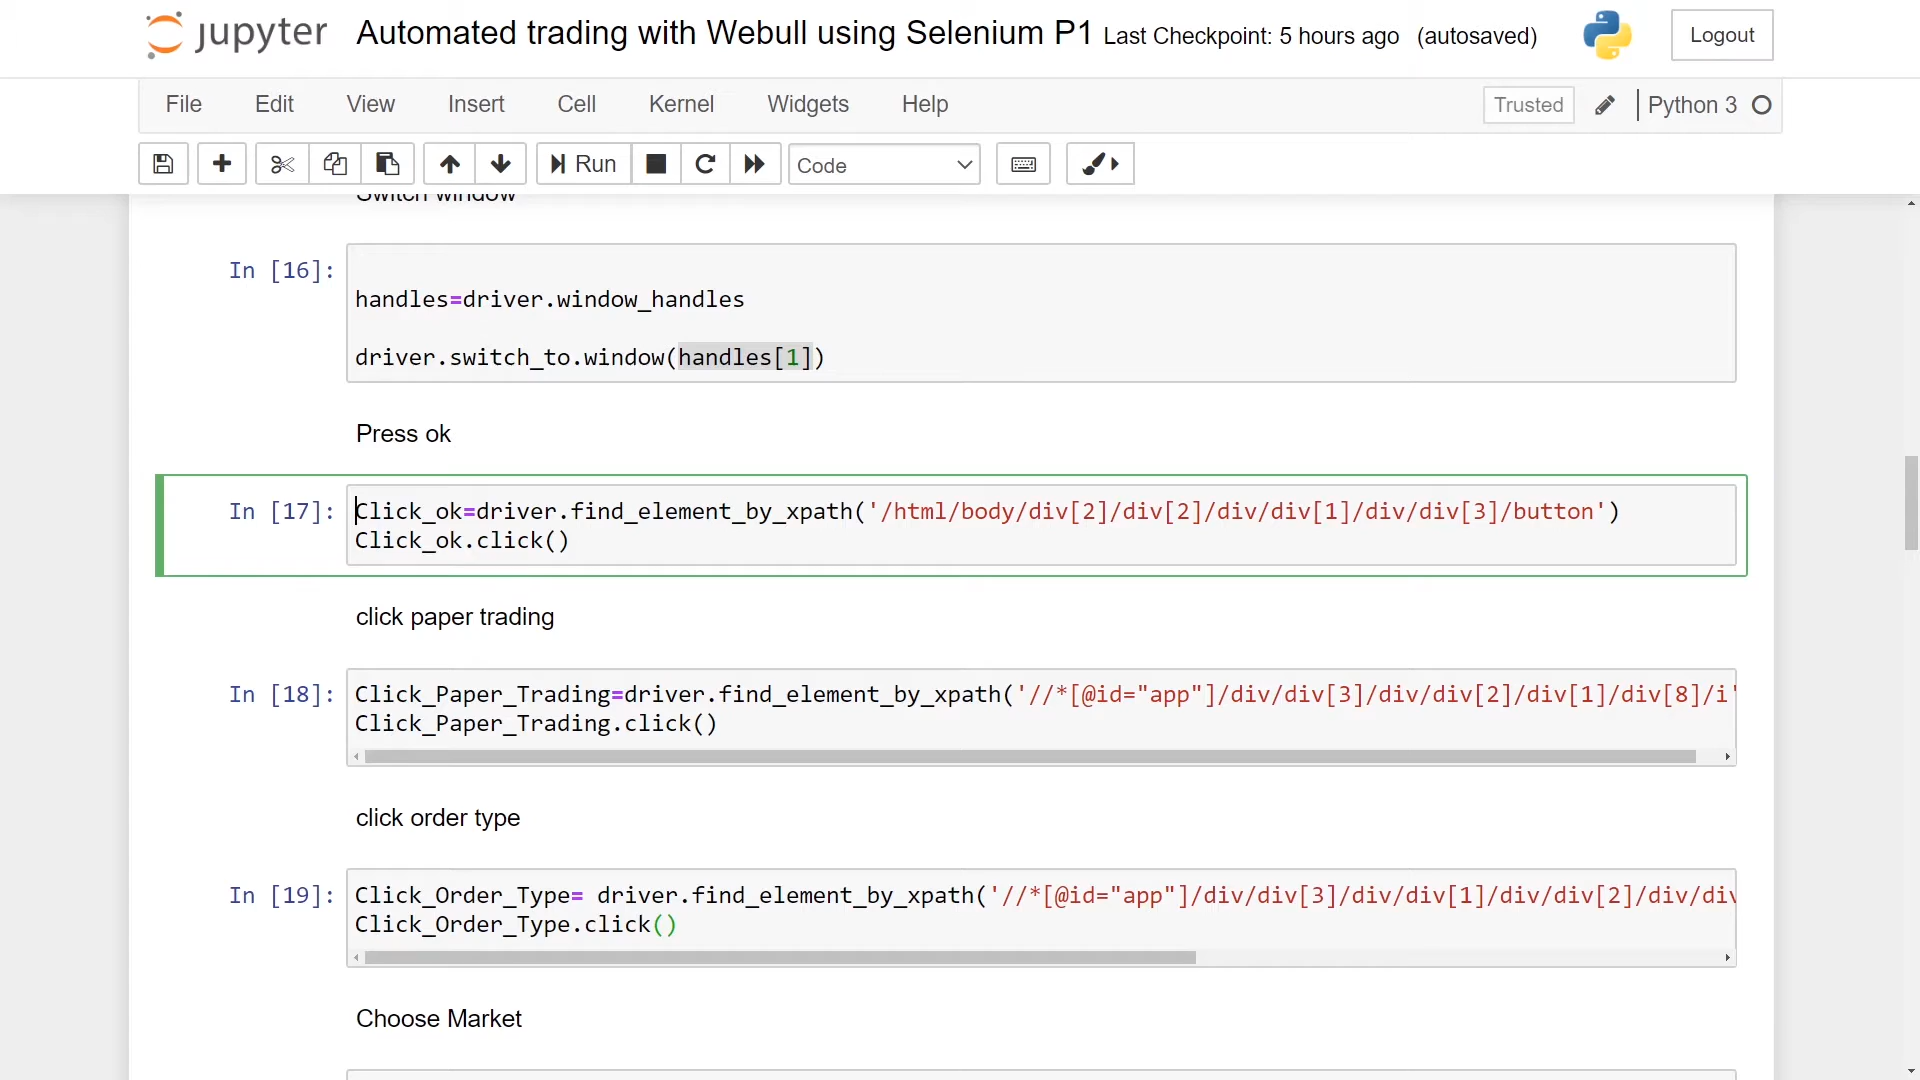 jupyter Automated trading with Webull using Selenium P1 Last Checkpoint: 5 hours ago (autosaved) Logout
File Edit View Insert Cell Kernel Widgets Help Trusted Python 3
Run Code
Switch window
In [16]:
handles=driver.window_handles
driver.switch_to.window(handles[1])
Press ok
In [17]: Click_ok=driver.find_element_by_xpath('/html/body/div[2]/div[2]/div/div[1]/div/div[3]/button')
Click_ok.click()
click paper trading
In [18]: Click_Paper_Trading=driver.find_element_by_xpath('//*[@id="app"]/div/div[3]/div/div[2]/div[1]/div[8]/i'
Click_Paper_Trading.click()
click order type
In [19]: Click_Order_Type= driver.find_element_by_xpath('//*[@id="app"]/div/div[3]/div/div[1]/div/div[2]/div/div
Click_Order_Type.click()
Choose Market